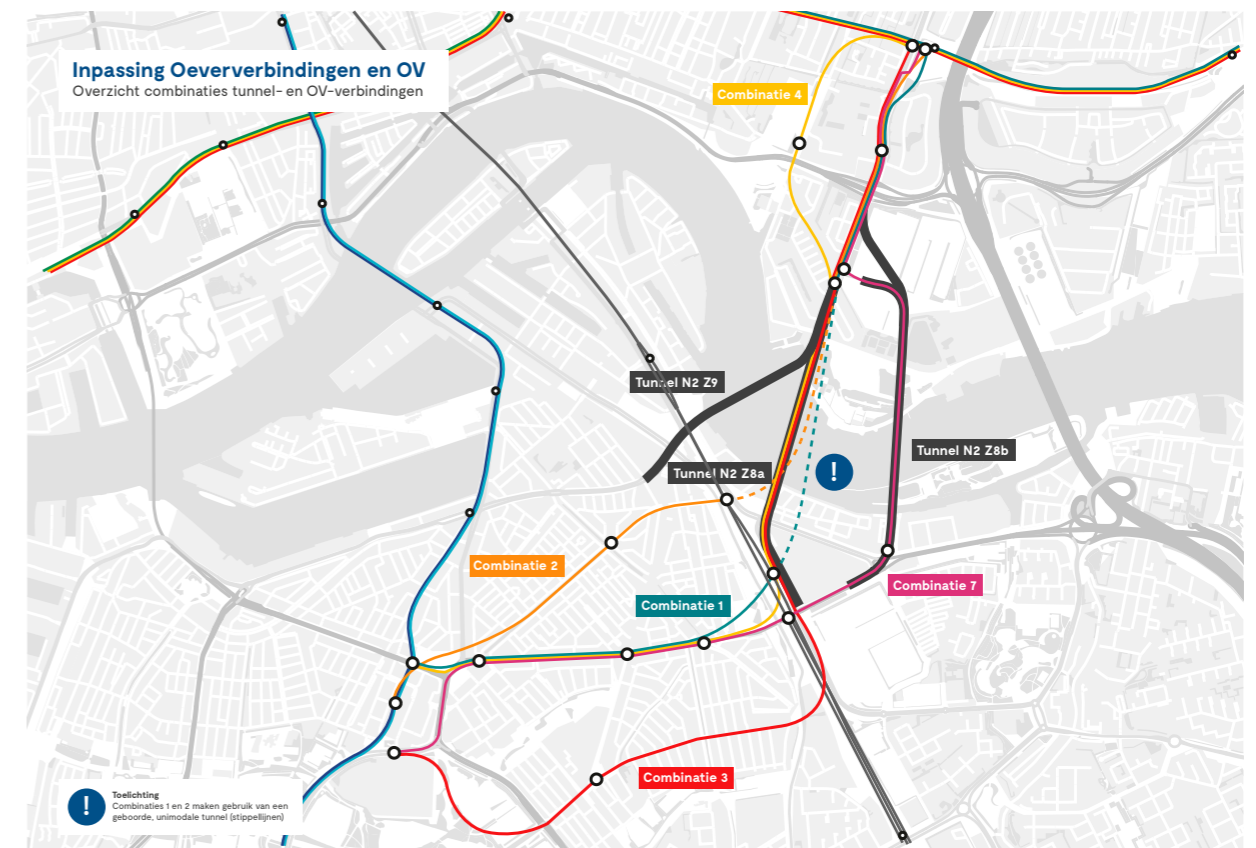 Inpassing Oeververbindingen en OV
Overzicht combinaties tunnel- en OV-verbindingen
Combinatie 4
Tunnel N2 Z9
Tunnel N2 Z8a
Tunnel N2 Z8b
Combinatie 2
Combinatie 1
Combinatie 7
Combinatie 3
!
!
Toelichting
Combinaties 1 en 2 maken gebruik van een
geboorde, unimodale tunnel (stippellijnen)